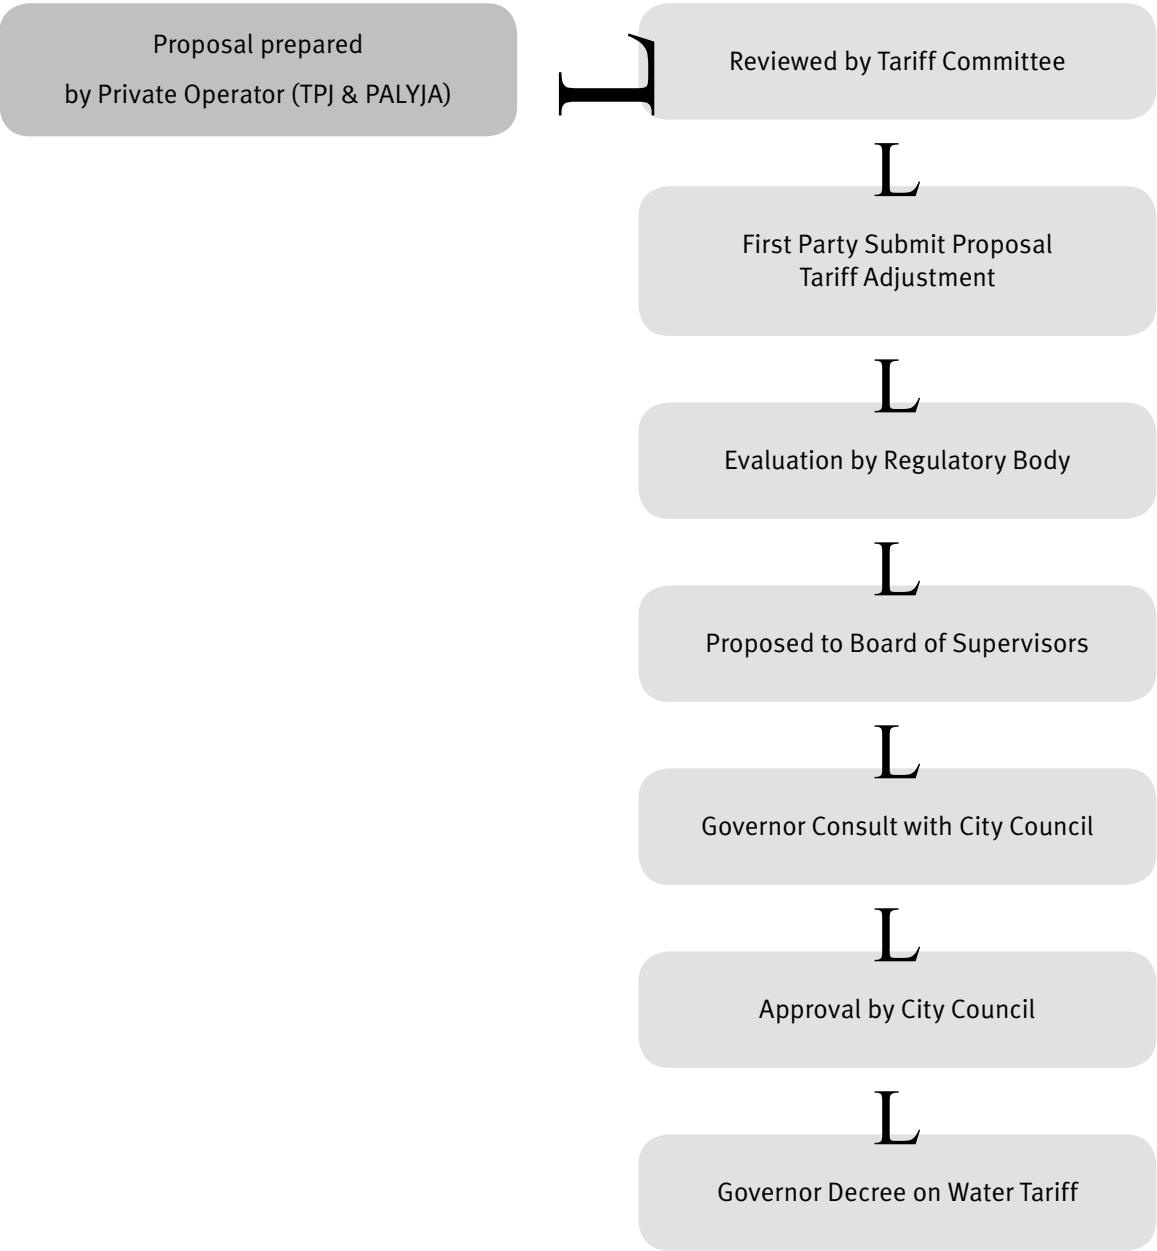 Proposal prepared
by Private Operator (TPJ & PALYJA)
L
Reviewed by Tariff Committee
L
First Party Submit Proposal
Tariff Adjustment
L
Evaluation by Regulatory Body
L
Proposed to Board of Supervisors
L
Governor Consult with City Council
L
Approval by City Council
L
Governor Decree on Water Tariff